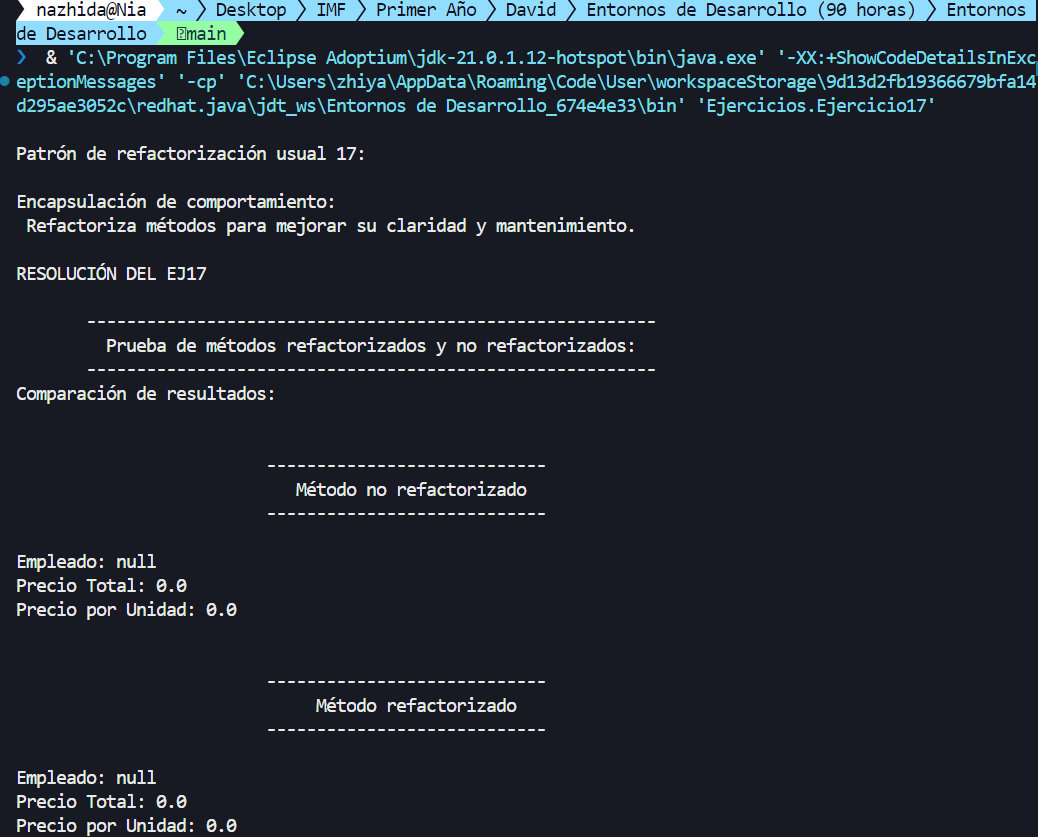 nazhida@Nia > ~ > Desktop > IMF > Primer Año > David > Entornos de Desarrollo (90 horas) > Entornos
de Desarrollo > main
> & 'C:\Program Files\Eclipse Adoptium\jdk-21.0.1.12-hotspot\bin\java.exe' '-XX:+ShowCodeDetailsInExc
eptionMessages' '-cp' 'C:\Users\zhiya\AppData\Roaming\Code\User\workspaceStorage\9d13d2fb19366679bfa14
d295ae3052c\redhat.java\jdt_ws\Entornos de Desarrollo_674e4e33\bin' 'Ejercicios.Ejercicio17'
Patrón de refactorización usual 17:
Encapsulación de comportamiento:
Refactoriza métodos para mejorar su claridad y mantenimiento.
RESOLUCIÓN DEL EJ17
---------------------------------------------------------
Prueba de métodos refactorizados y no refactorizados:
---------------------------------------------------------
Comparación de resultados:
----------------------------
Método no refactorizado
----------------------------
Empleado: null
Precio Total: 0.0
Precio por Unidad: 0.0
----------------------------
Método refactorizado
----------------------------
Empleado: null
Precio Total: 0.0
Precio por Unidad: 0.0